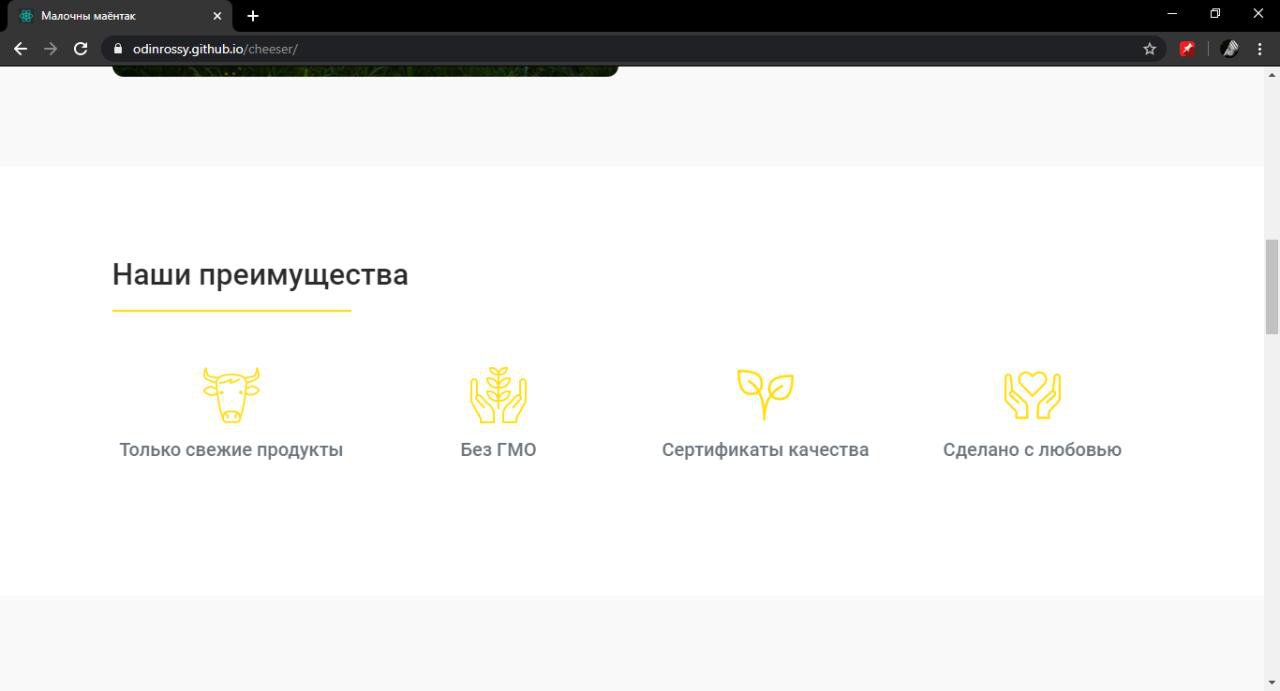 Малочны маёнтак
odinrossy.github.io/cheeser/
Наши преимущества
Только свежие продукты
Без ГМО
Сертификаты качества
Сделано с любовью